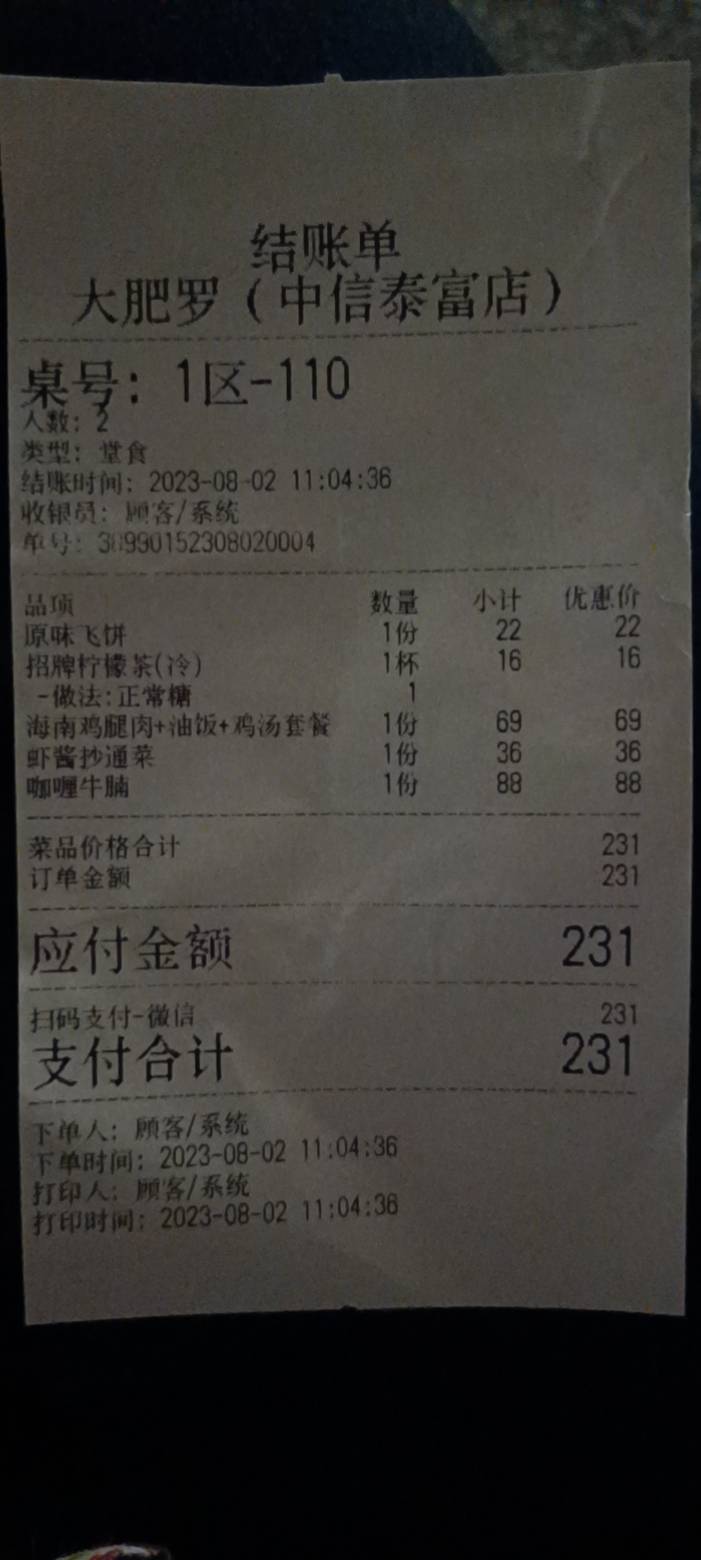 结账单
大肥罗（中信泰富店）
桌号: 1区-110
人数: 2
类型: 堂食
结账时间: 2023-08-02 11:04:36
收银员: 顾客/系统
单号: 38990152308020004
品项 数量 小计 优惠价
原味飞饼 1份 22 22
招牌柠檬茶(冷) 1杯 16 16
-做法:正常糖 1
海南鸡腿肉+油饭+鸡汤套餐 1份 69 69
虾酱抄通菜 1份 36 36
咖喱牛腩 1份 88 88
菜品价格合计 231
订单金额 231
应付金额 231
扫码支付-微信 231
支付合计 231
下单人: 顾客/系统
下单时间: 2023-08-02 11:04:36
打印人: 顾客/系统
打印时间: 2023-08-02 11:04:36